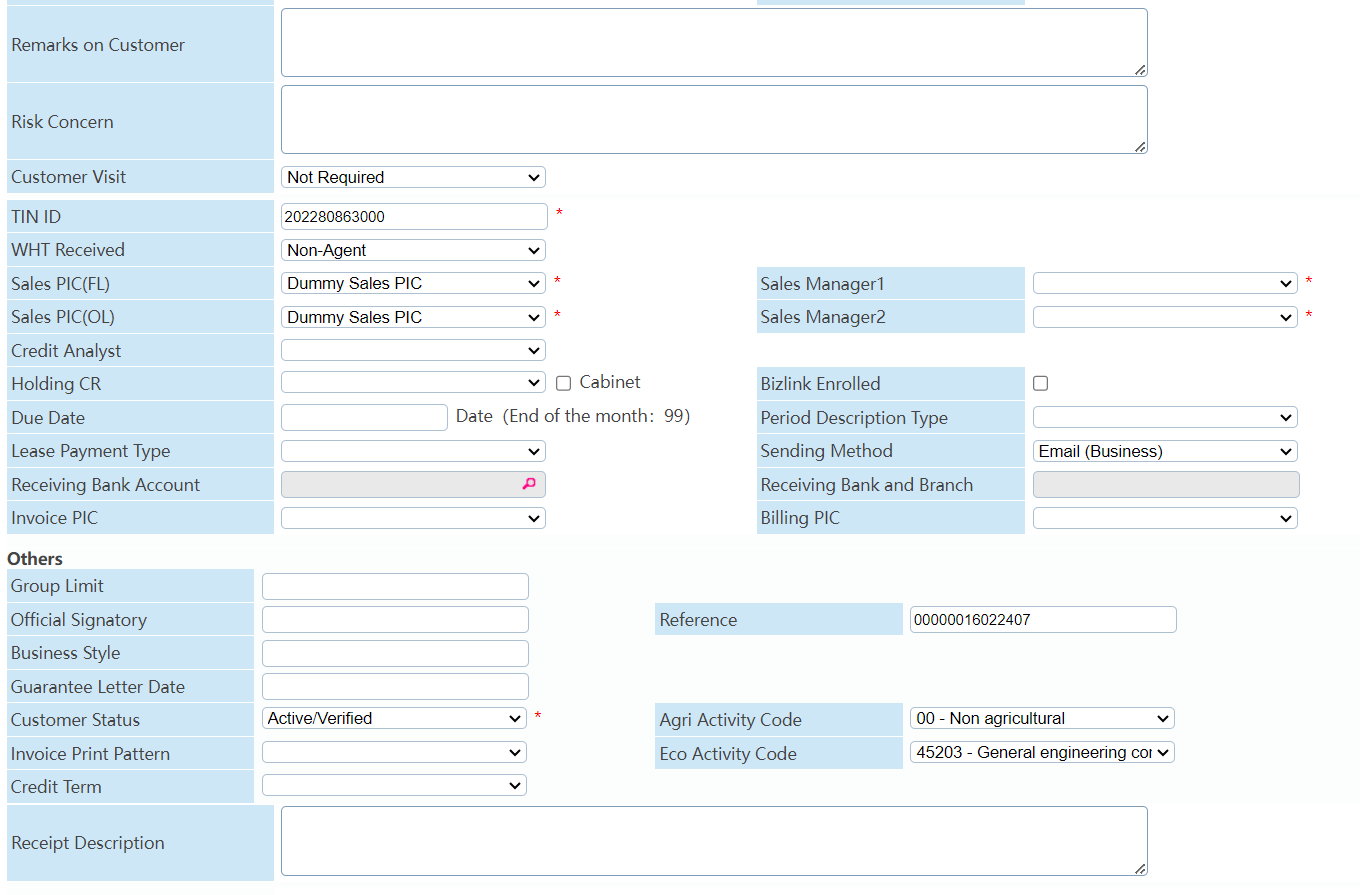 Remarks on Customer
Risk Concern
Customer Visit Not Required
TIN ID 202280863000 *
WHT Received Non-Agent
Sales PIC(FL) Dummy Sales PIC * Sales Manager1 *
Sales PIC(OL) Dummy Sales PIC * Sales Manager2 *
Credit Analyst
Holding CR Cabinet Bizlink Enrolled
Due Date Date (End of the month: 99) Period Description Type
Lease Payment Type Sending Method Email (Business)
Receiving Bank Account Receiving Bank and Branch
Invoice PIC Billing PIC
Others
Group Limit
Official Signatory Reference 00000016022407
Business Style
Guarantee Letter Date
Customer Status Active/Verified * Agri Activity Code 00 - Non agricultural
Invoice Print Pattern Eco Activity Code 45203 - General engineering cor
Credit Term
Receipt Description